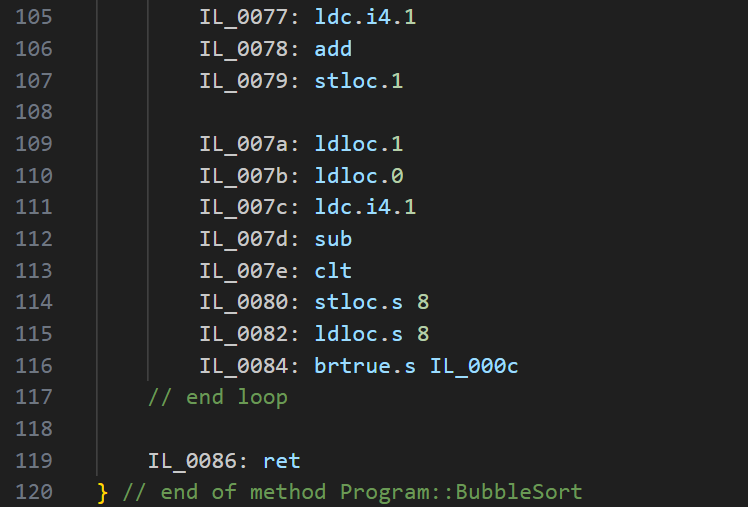 105 IL_0077: ldc.i4.1
106 IL_0078: add
107 IL_0079: stloc.1
108
109 IL_007a: ldloc.1
110 IL_007b: ldloc.0
111 IL_007c: ldc.i4.1
112 IL_007d: sub
113 IL_007e: clt
114 IL_0080: stloc.s 8
115 IL_0082: ldloc.s 8
116 IL_0084: brtrue.s IL_000c
117 // end loop
118
119 IL_0086: ret
120 } // end of method Program::BubbleSort